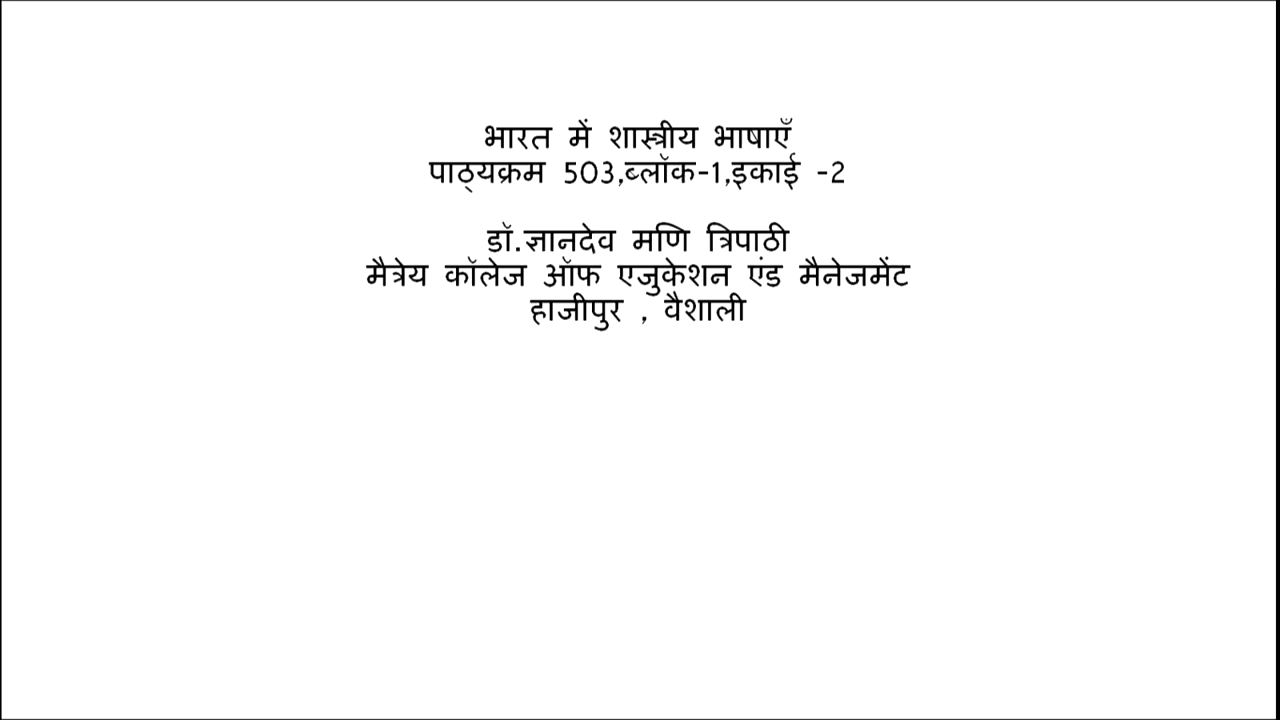 भारत में शास्त्रीय भाषाएँ
पाठ्यक्रम 503,ब्लॉक-1,इकाई -2
डॉ.ज्ञानदेव मणि त्रिपाठी
मैत्रेय कॉलेज ऑफ एजुकेशन एंड मैनेजमेंट
हाजीपुर , वैशाली